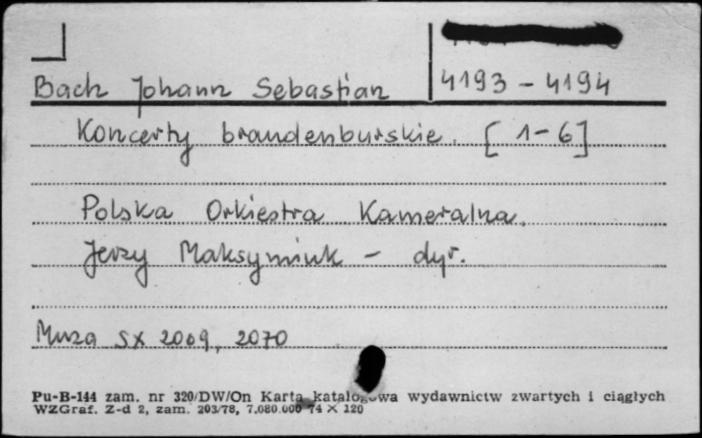 Bach Johann Sebastian
4193 - 4194
Koncerty brandenburskie. [1-6]
Polska Orkiestra Kameralna.
Jerzy Maksymiuk - dyr.
Muza SX 2069, 2070
Pu-B-144 zam. nr 320/DW/On Karta katalogowa wydawnictw zwartych i ciągłych
WZGraf. Z-d 2, zam. 203/78, 7.080.000 74 × 120